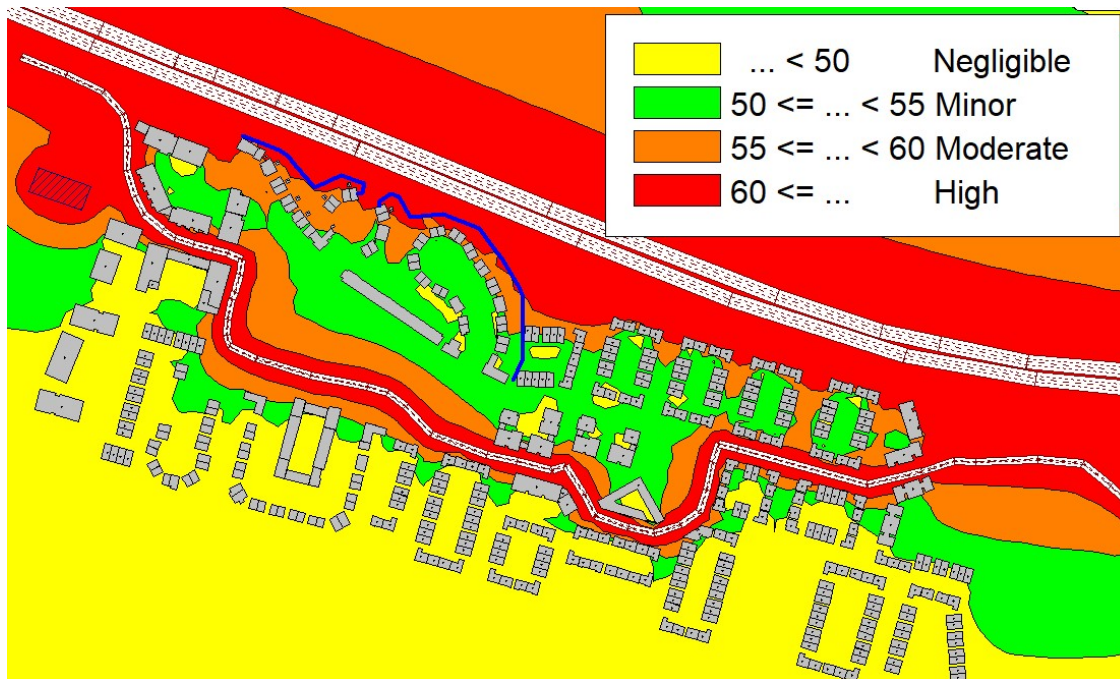 ... < 50 Negligible
50 <= ... < 55 Minor
55 <= ... < 60 Moderate
60 <= ... High